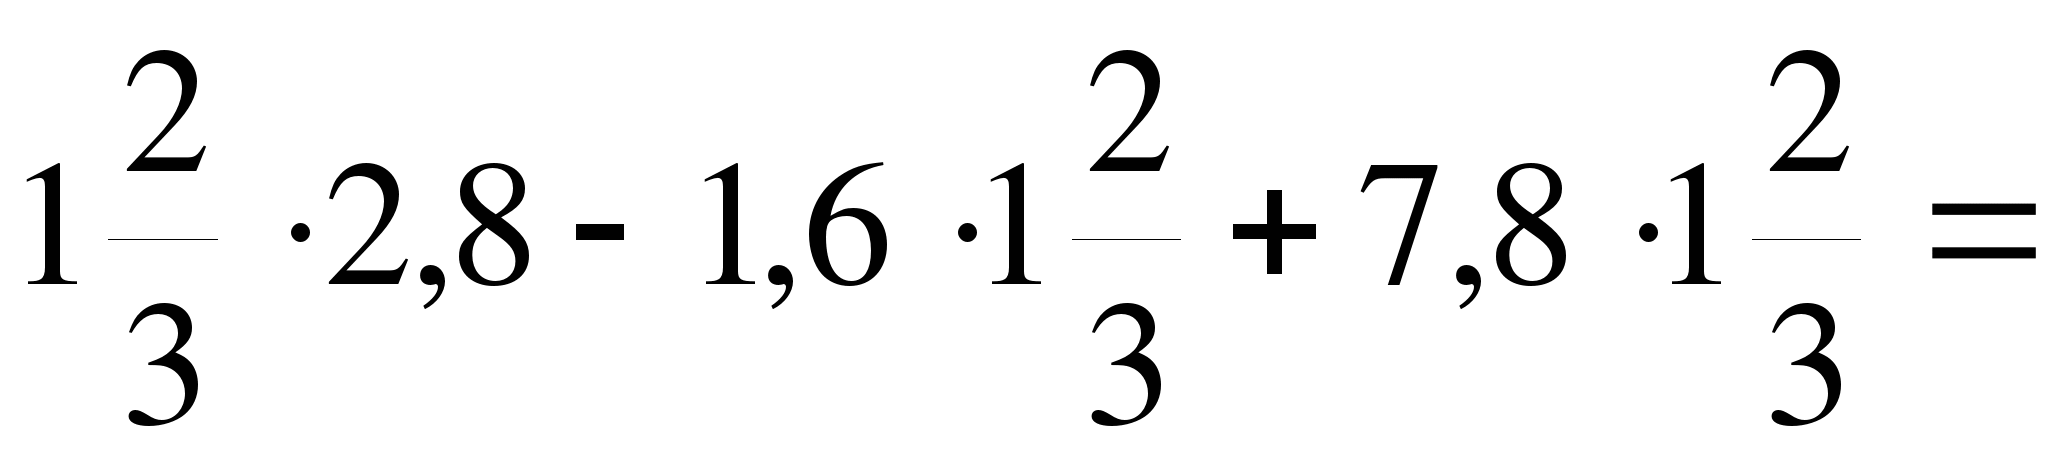 1 2/3 ·2,8 - 1,6 ·1 2/3 + 7,8 ·1 2/3 =